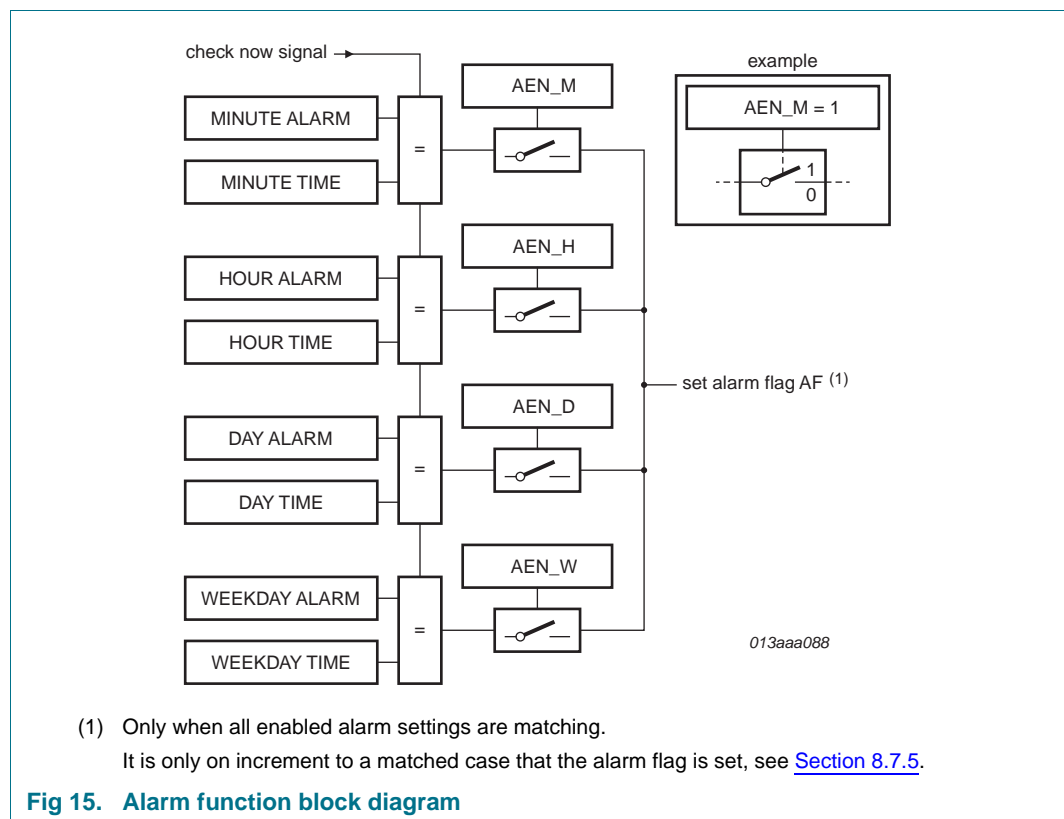 check now signal
example
AEN_M
AEN_M = 1
MINUTE ALARM
=
MINUTE TIME
1
0
AEN_H
HOUR ALARM
=
HOUR TIME
set alarm flag AF (1)
AEN_D
DAY ALARM
=
DAY TIME
AEN_W
WEEKDAY ALARM
=
WEEKDAY TIME
013aaa088
(1) Only when all enabled alarm settings are matching.
It is only on increment to a matched case that the alarm flag is set, see Section 8.7.5.
Fig 15. Alarm function block diagram